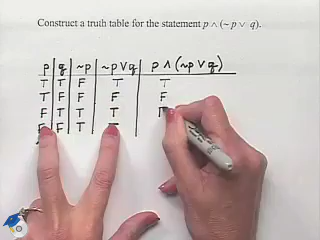 Construct a truth table for the statement p ∧ (~p ∨ q).
p q ~p ~p ∨ q p ∧ (~p ∨ q)
T T F T T
T F F F F
F T T T
F F T T